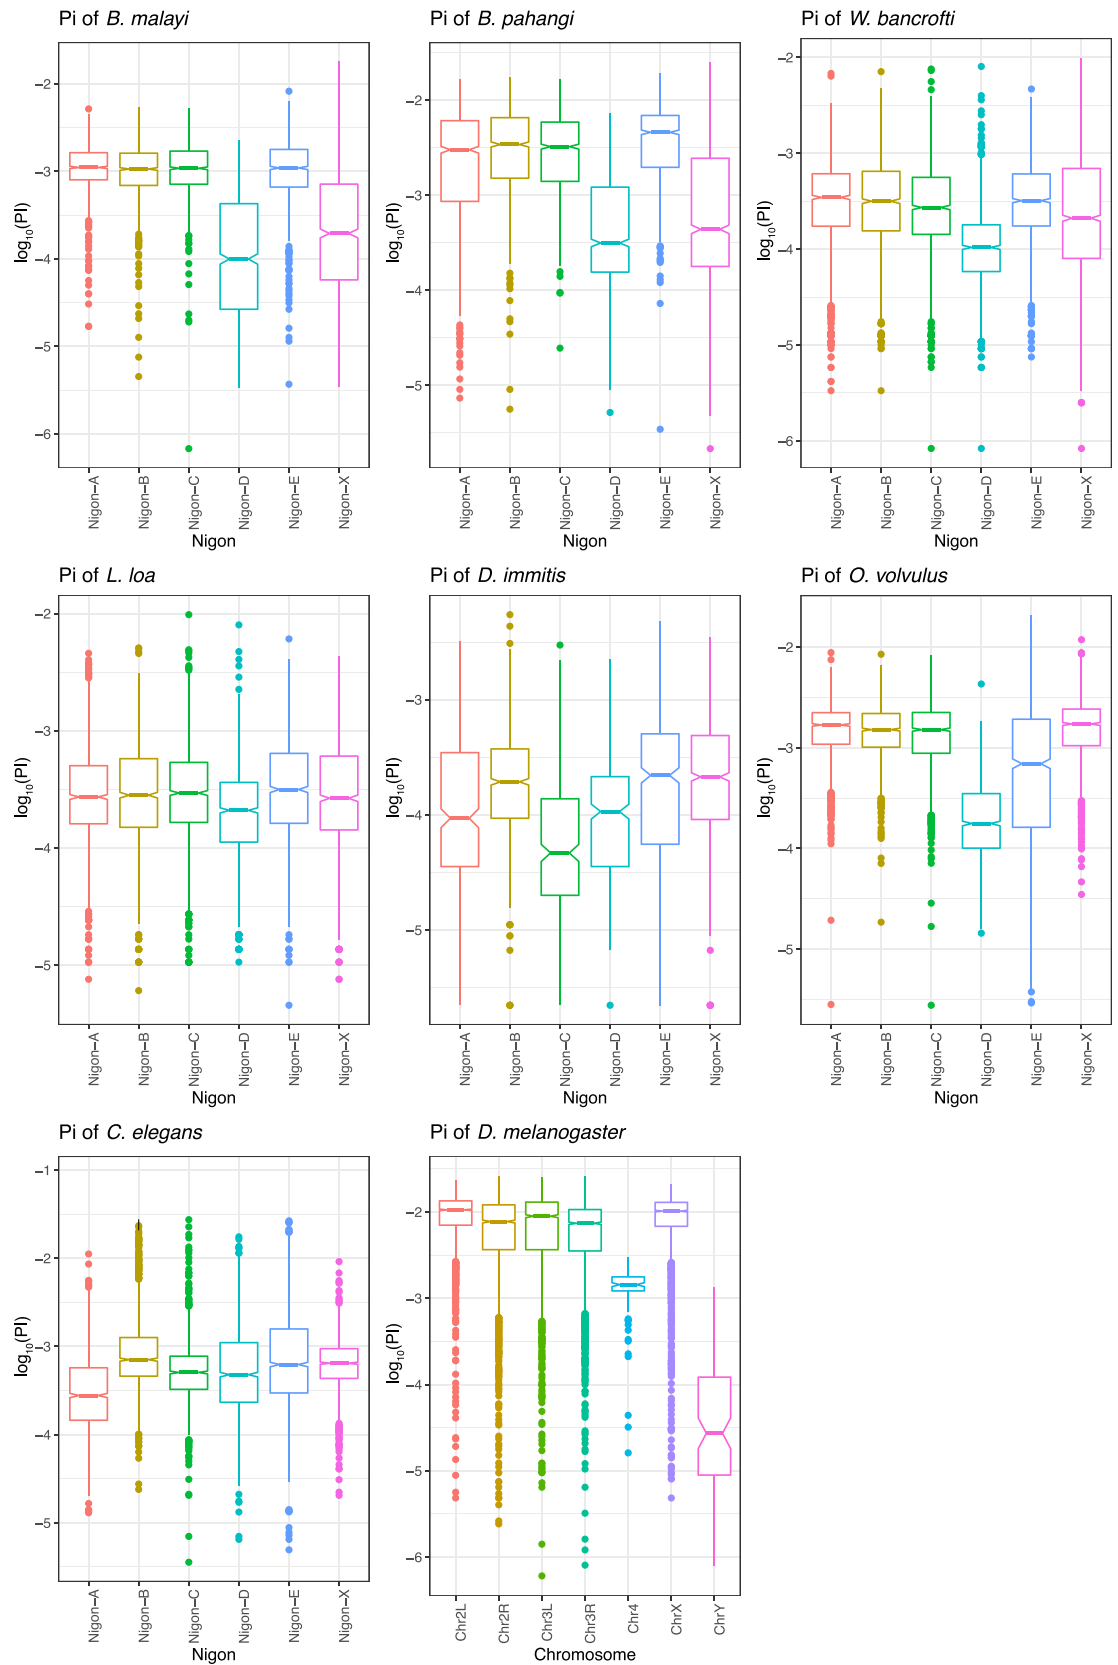 Pi of B. malayi
log10(PI)
−2
−3
−4
−5
−6
Nigon−A
Nigon−B
Nigon−C
Nigon−D
Nigon−E
Nigon−X
Nigon
Pi of B. pahangi
log10(PI)
−2
−3
−4
−5
Nigon−A
Nigon−B
Nigon−C
Nigon−D
Nigon−E
Nigon−X
Nigon
Pi of W. bancrofti
log10(PI)
−2
−3
−4
−5
−6
Nigon−A
Nigon−B
Nigon−C
Nigon−D
Nigon−E
Nigon−X
Nigon
Pi of L. loa
log10(PI)
−2
−3
−4
−5
Nigon−A
Nigon−B
Nigon−C
Nigon−D
Nigon−E
Nigon−X
Nigon
Pi of D. immitis
log10(PI)
−3
−4
−5
Nigon−A
Nigon−B
Nigon−C
Nigon−D
Nigon−E
Nigon−X
Nigon
Pi of O. volvulus
log10(PI)
−2
−3
−4
−5
Nigon−A
Nigon−B
Nigon−C
Nigon−D
Nigon−E
Nigon−X
Nigon
Pi of C. elegans
log10(PI)
−1
−2
−3
−4
−5
Nigon−A
Nigon−B
Nigon−C
Nigon−D
Nigon−E
Nigon−X
Nigon
Pi of D. melanogaster
log10(PI)
−2
−3
−4
−5
−6
Chr2L
Chr2R
Chr3L
Chr3R
Chr4
ChrX
ChrY
Chromosome